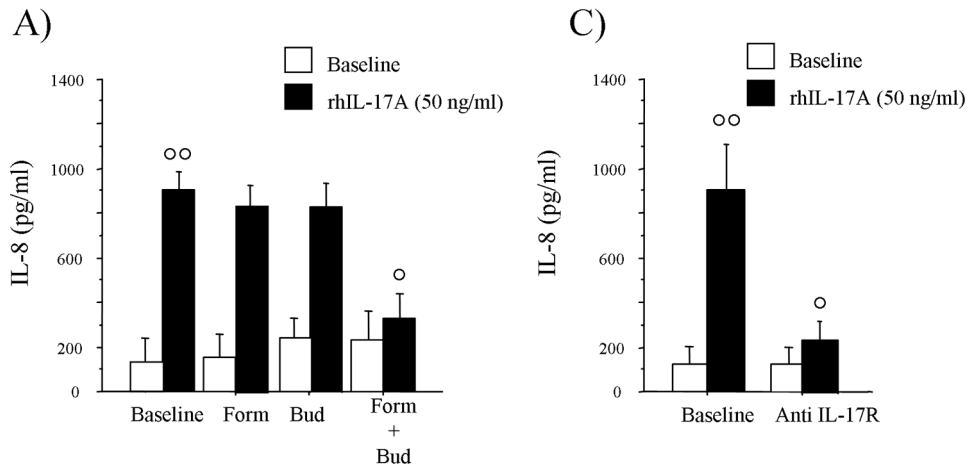 A)
Baseline
rhIL-17A (50 ng/ml)
IL-8 (pg/ml)
1400
1000
600
200
0
Baseline
Form
Bud
Form
+
Bud
C)
Baseline
rhIL-17A (50 ng/ml)
IL-8 (pg/ml)
1400
1000
600
200
0
Baseline
Anti IL-17R